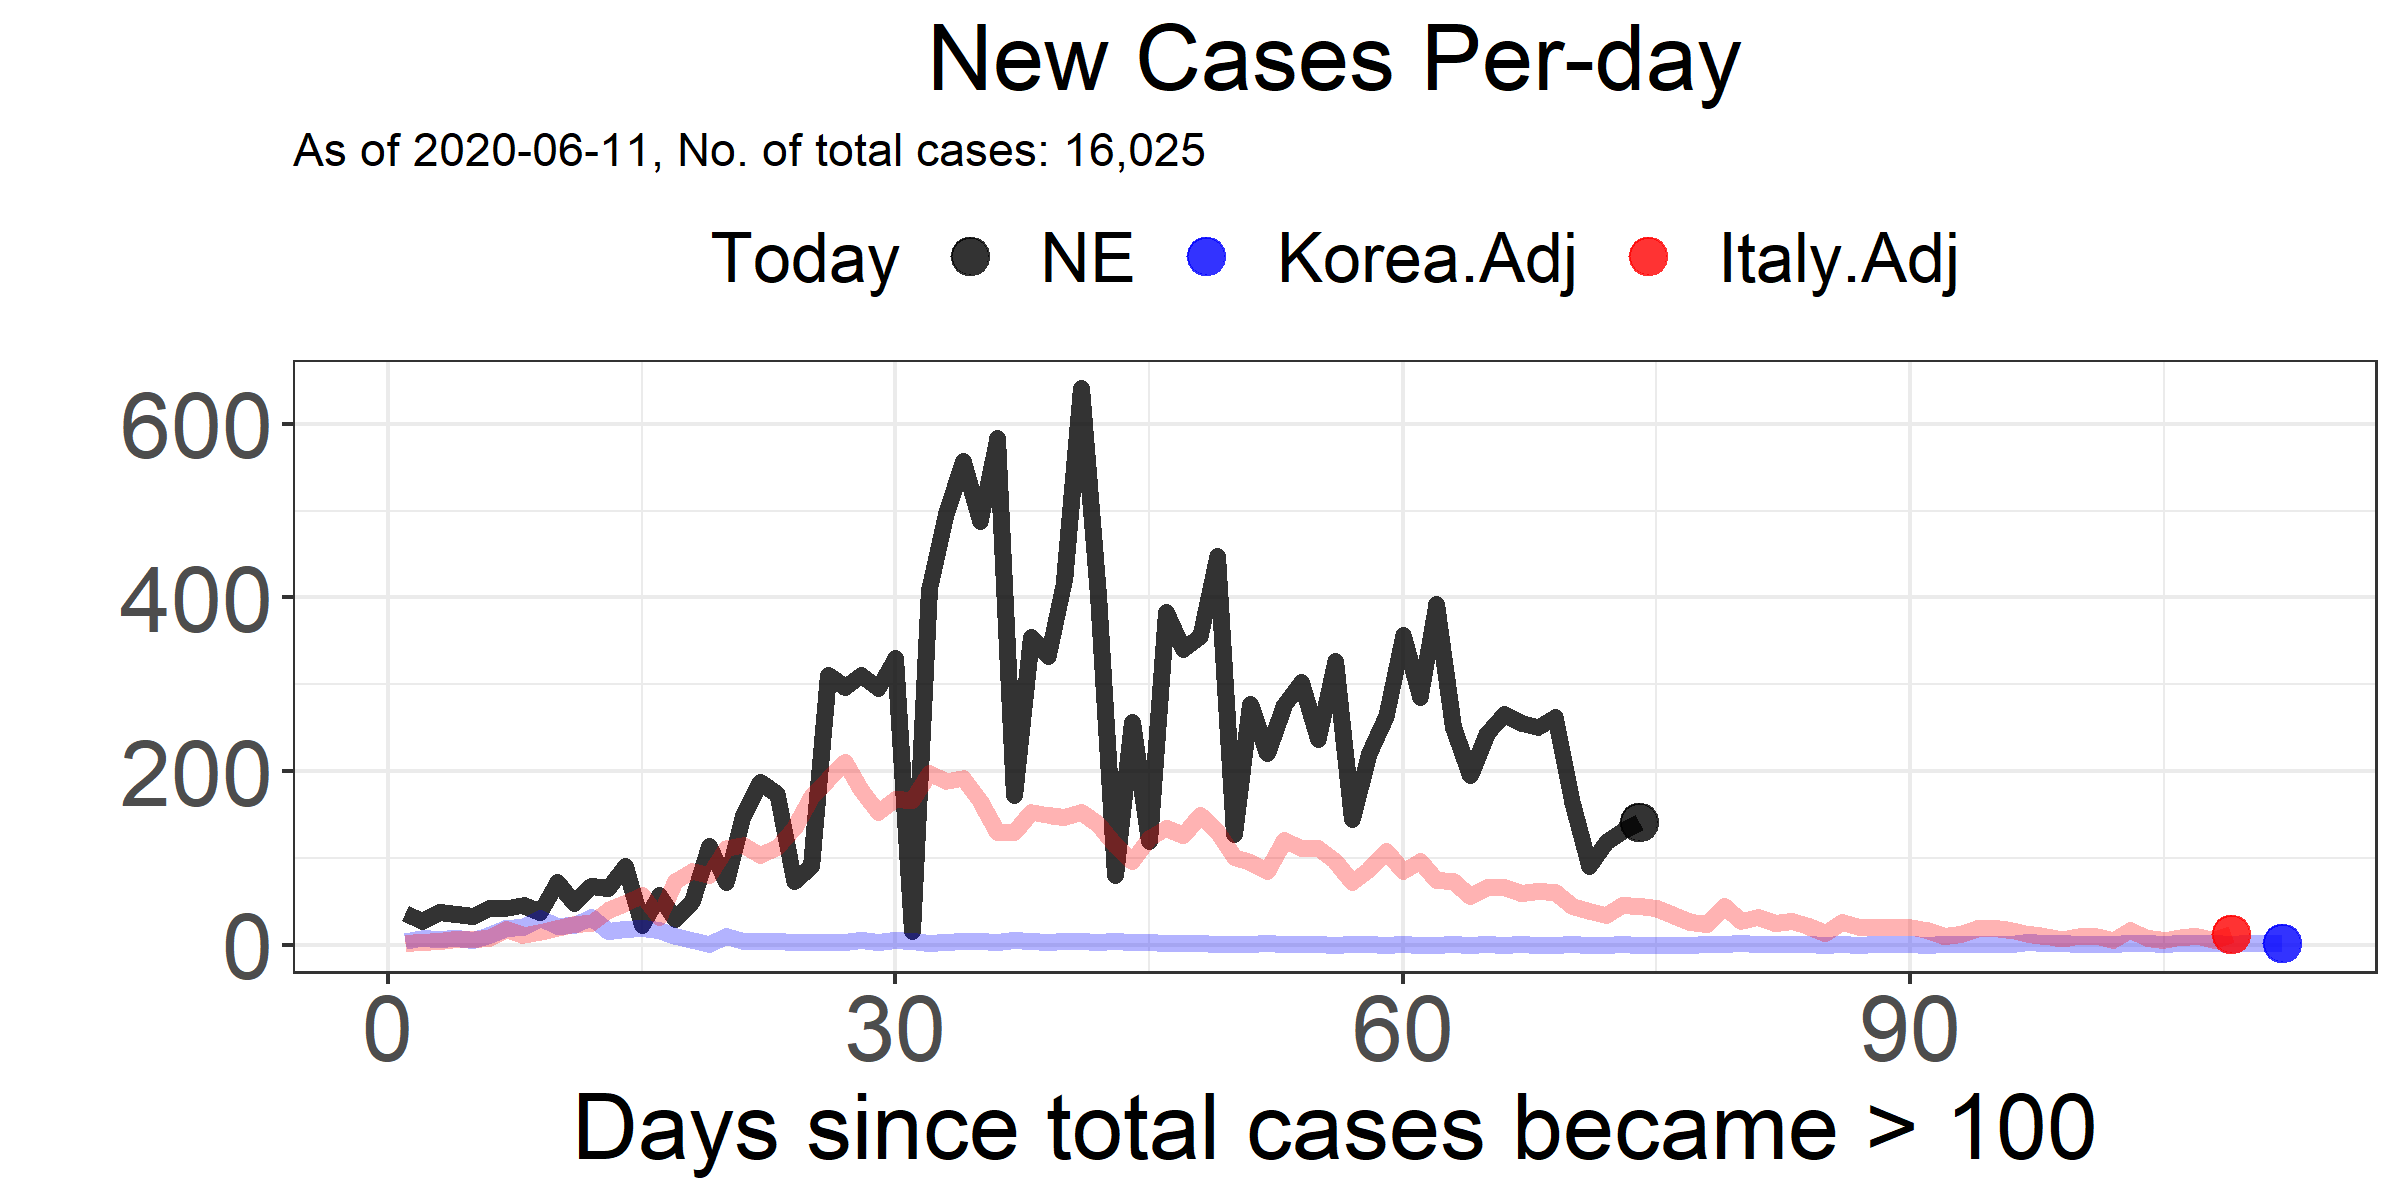 New Cases Per-day
As of 2020-06-11, No. of total cases: 16,025
Today NE Korea.Adj Italy.Adj
600
400
200
0
0 30 60 90
Days since total cases became > 100